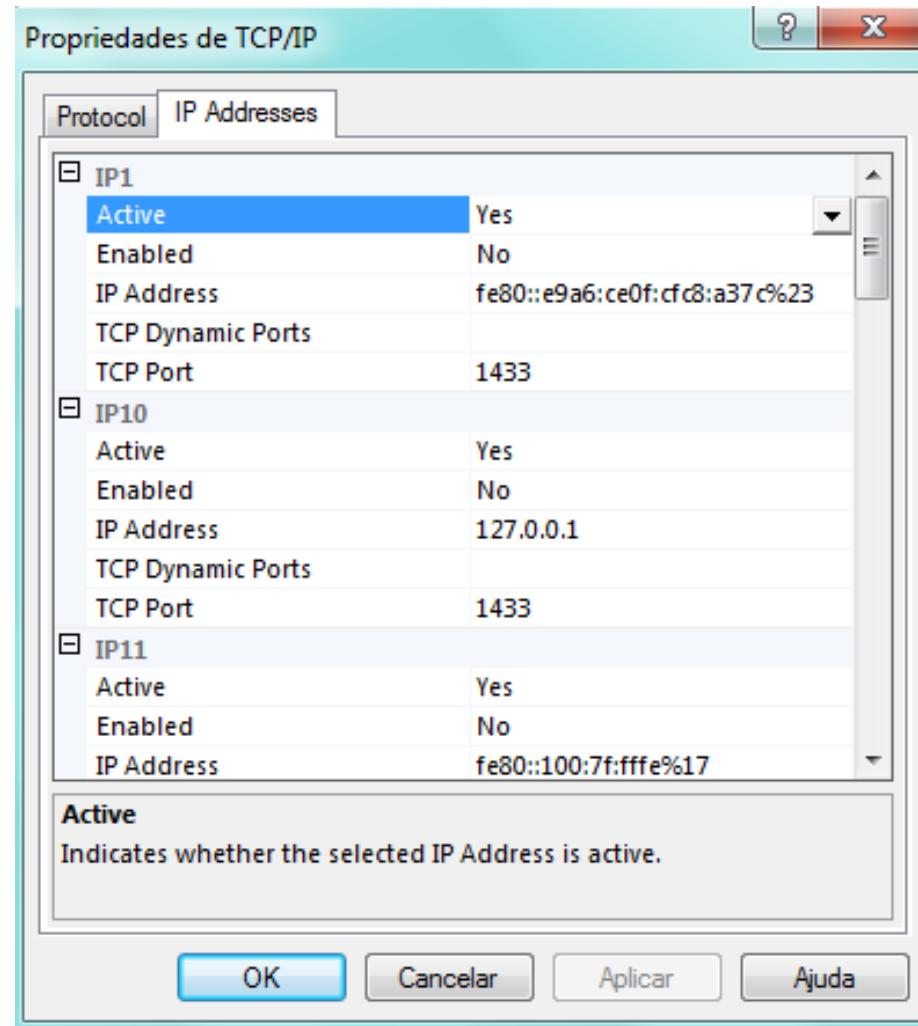 Propriedades de TCP/IP
Protocol IP Addresses
IP1
Active Yes
Enabled No
IP Address fe80::e9a6:ce0f:cfc8:a37c%23
TCP Dynamic Ports
TCP Port 1433
IP10
Active Yes
Enabled No
IP Address 127.0.0.1
TCP Dynamic Ports
TCP Port 1433
IP11
Active Yes
Enabled No
IP Address fe80::100:7f:fffe%17
Active
Indicates whether the selected IP Address is active.
OK Cancelar Aplicar Ajuda